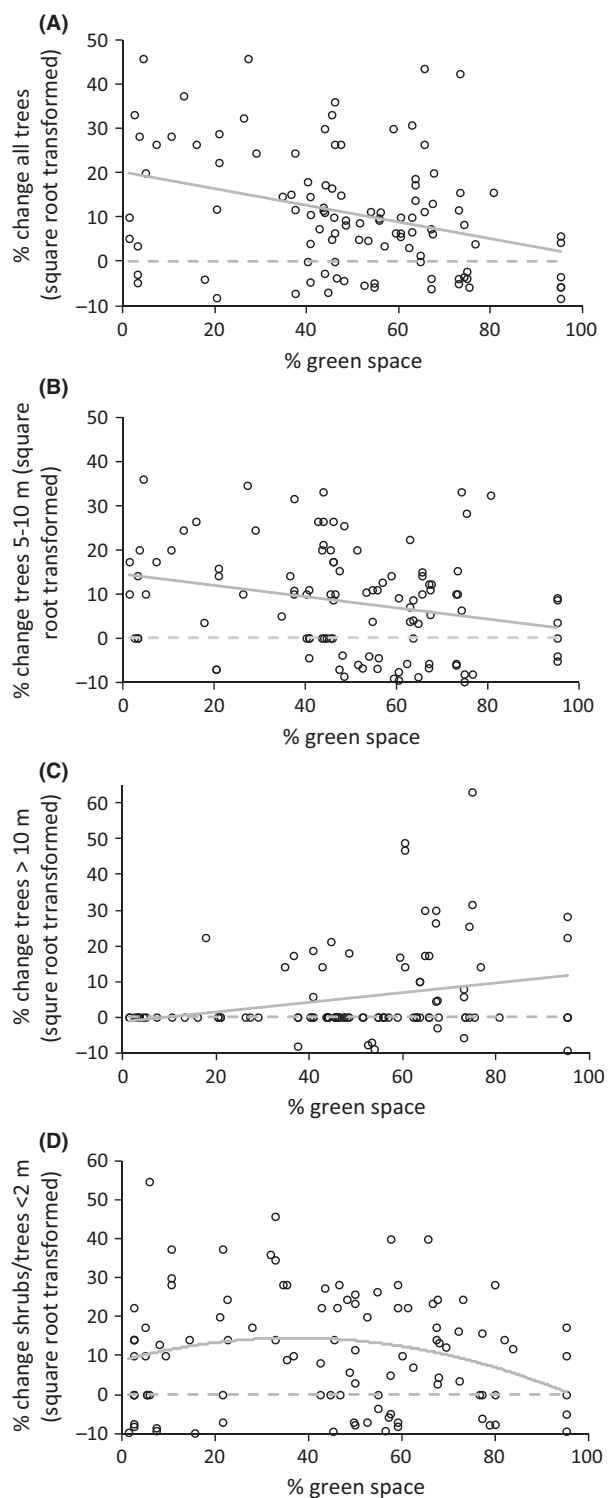 (A)
% change all trees
(square root transformed)
50
40
30
20
10
0
–10
0 20 40 60 80 100
% green space
(B)
% change trees 5-10 m (square
root transformed)
50
40
30
20
10
0
–10
0 20 40 60 80 100
% green space
(C)
% change trees > 10 m
(squre root trransformed)
60
50
40
30
20
10
0
–10
0 20 40 60 80 100
% green space
(D)
% change shrubs/trees <2 m
(square root transformed)
60
50
40
30
20
10
0
–10
0 20 40 60 80 100
% green space